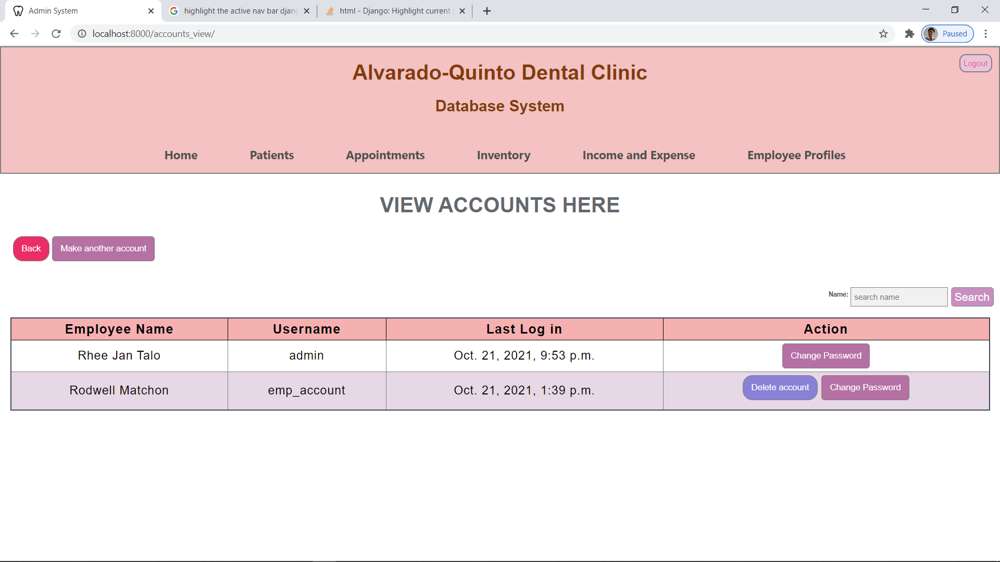 Admin System
highlight the active nav bar djang
html - Django: Highlight current p
localhost:8000/accounts_view/
Paused
Alvarado-Quinto Dental Clinic
Logout
Database System
Home Patients Appointments Inventory Income and Expense Employee Profiles
VIEW ACCOUNTS HERE
Back Make another account
Name: search name Search
Employee Name Username Last Log in Action
Rhee Jan Talo admin Oct. 21, 2021, 9:53 p.m. Change Password
Rodwell Matchon emp_account Oct. 21, 2021, 1:39 p.m. Delete account Change Password